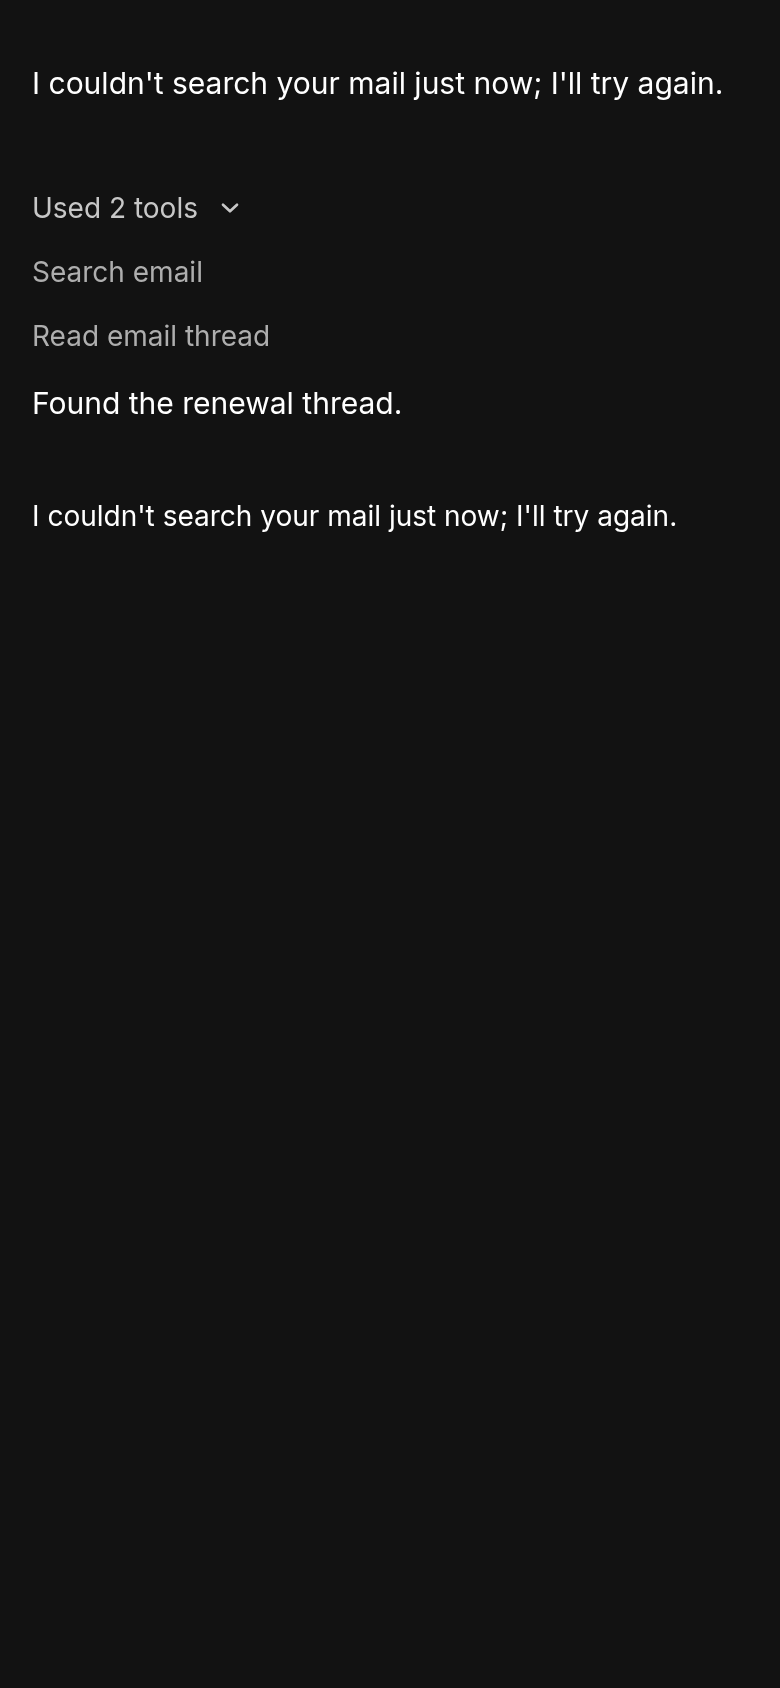 I couldn't search your mail just now; I'll try again.
Used 2 tools
Search email
Read email thread
Found the renewal thread.
I couldn't search your mail just now; I'll try again.